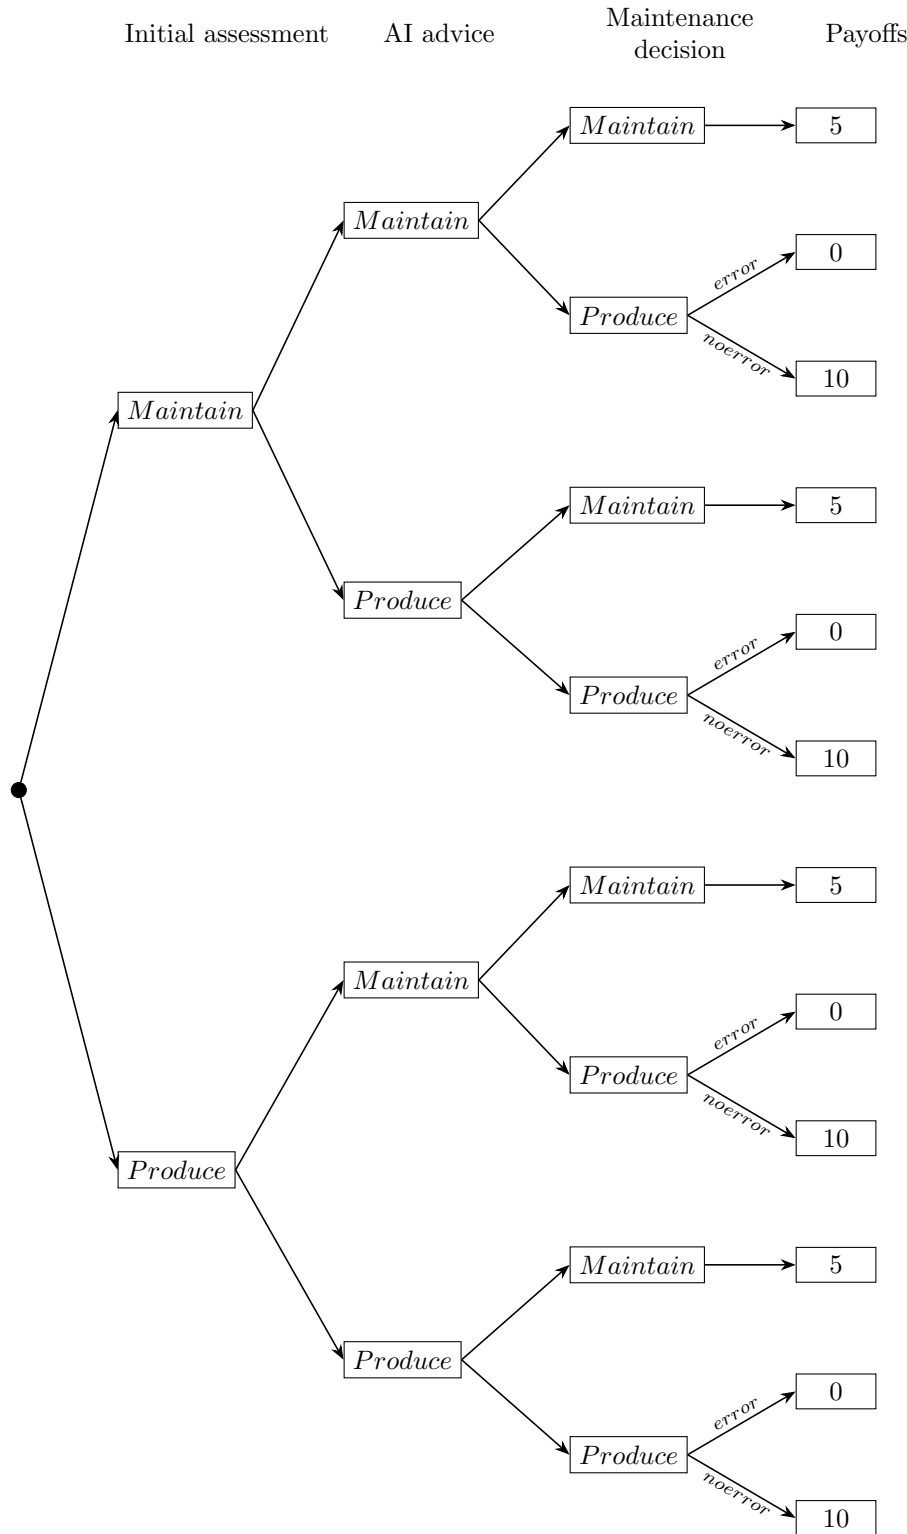 Initial assessment
AI advice
Maintenance
decision
Payoffs
Maintain
5
Maintain
error
0
Produce
noerror
10
Maintain
Maintain
5
Produce
error
0
Produce
noerror
10
Maintain
5
Maintain
error
0
Produce
noerror
10
Produce
Maintain
5
Produce
error
0
Produce
noerror
10